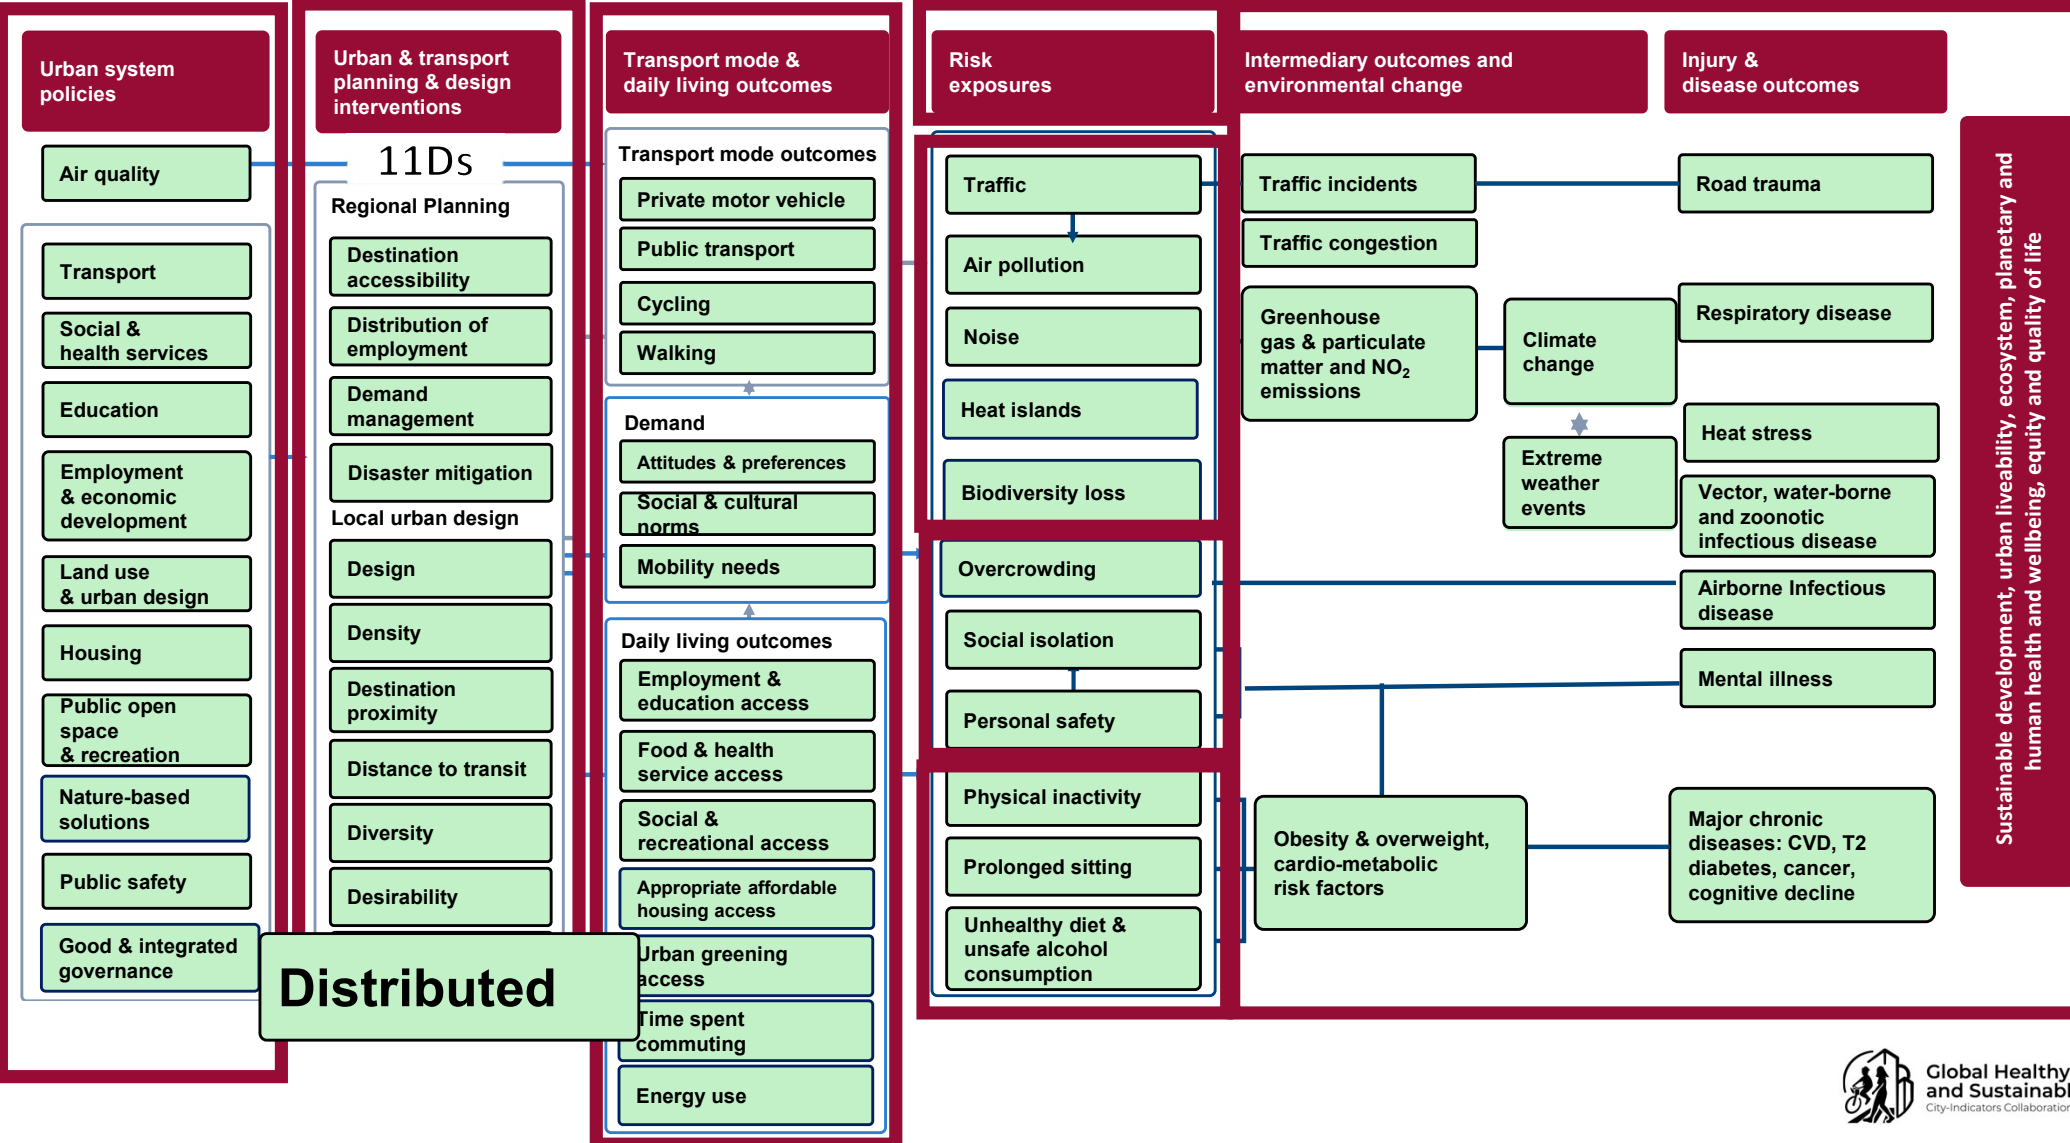 Urban system
policies
Air quality
Transport
Social &
health services
Education
Employment
& economic
development
Land use
& urban design
Housing
Public open
space
& recreation
Nature-based
solutions
Public safety
Good & integrated
governance
Urban & transport
planning & design
interventions
11Ds
Regional Planning
Destination
accessibility
Distribution of
employment
Demand
management
Disaster mitigation
Local urban design
Design
Density
Destination
proximity
Distance to transit
Diversity
Desirability
Distributed
Transport mode &
daily living outcomes
Transport mode outcomes
Private motor vehicle
Public transport
Cycling
Walking
Demand
Attitudes & preferences
Social & cultural
norms
Mobility needs
Daily living outcomes
Employment &
education access
Food & health
service access
Social &
recreational access
Appropriate affordable
housing access
Urban greening
access
Time spent
commuting
Energy use
Risk
exposures
Traffic
Air pollution
Noise
Heat islands
Biodiversity loss
Overcrowding
Social isolation
Personal safety
Physical inactivity
Prolonged sitting
Unhealthy diet &
unsafe alcohol
consumption
Intermediary outcomes and
environmental change
Traffic incidents
Traffic congestion
Greenhouse
gas & particulate
matter and NO₂
emissions
Climate
change
Extreme
weather
events
Obesity & overweight,
cardio-metabolic
risk factors
Injury &
disease outcomes
Road trauma
Respiratory disease
Heat stress
Vector, water-borne
and zoonotic
infectious disease
Airborne Infectious
disease
Mental illness
Major chronic
diseases: CVD, T2
diabetes, cancer,
cognitive decline
Sustainable development, urban liveability, ecosystem, planetary and
human health and wellbeing, equity and quality of life
Global Healthy
and Sustainabl
City-Indicators Collaboration